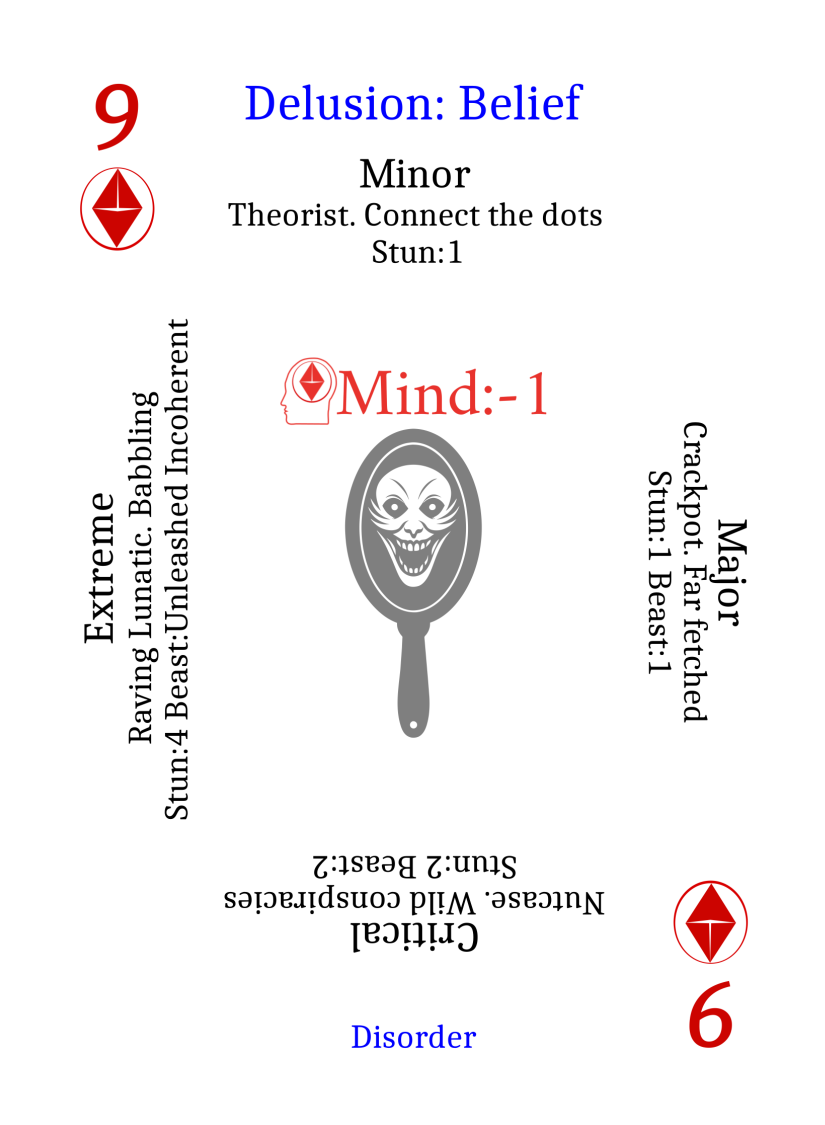 9
Delusion: Belief
Minor
Theorist. Connect the dots
Stun:1
Mind:-1
Extreme
Raving Lunatic. Babbling
Stun:4 Beast:Unleashed Incoherent
Major
Crackpot. Far fetched
Stun:1 Beast:1
Critical
Nutcase. Wild conspiracies
Stun:2 Beast:2
Disorder
9